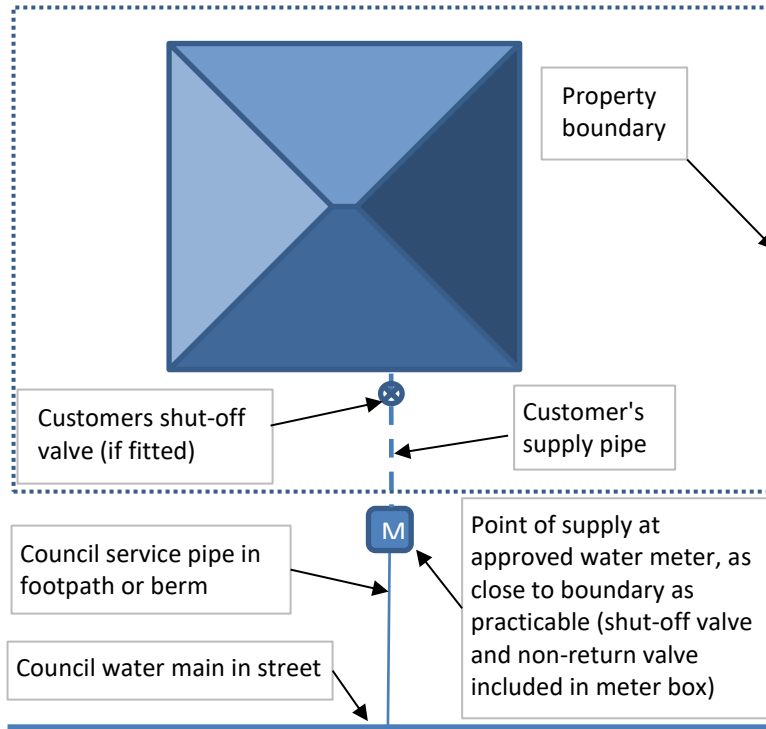 Property
boundary
Customers shut-off
valve (if fitted)
Customer's
supply pipe
M
Council service pipe in
footpath or berm
Point of supply at
approved water meter, as
close to boundary as
practicable (shut-off valve
and non-return valve
included in meter box)
Council water main in street